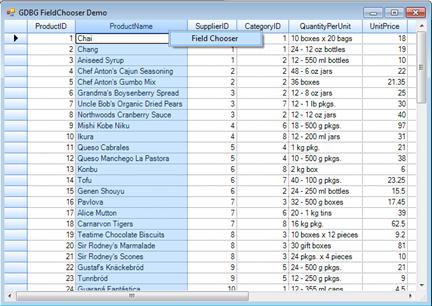 GDBG FieldChooser Demo
ProductID ProductName SupplierID CategoryID QuantityPerUnit UnitPrice
1 Chai 1 10 boxes x 20 bags 18
Field Chooser
2 Chang 1 1 24 - 12 oz bottles 19
3 Aniseed Syrup 1 2 12 - 550 ml bottles 10
4 Chef Anton's Cajun Seasoning 2 2 48 - 6 oz jars 22
5 Chef Anton's Gumbo Mix 2 2 36 boxes 21.35
6 Grandma's Boysenberry Spread 3 2 12 - 8 oz jars 25
7 Uncle Bob's Organic Dried Pears 3 7 12 - 1 lb pkgs. 30
8 Northwoods Cranberry Sauce 3 2 12 - 12 oz jars 40
9 Mishi Kobe Niku 4 6 18 - 500 g pkgs. 97
10 Ikura 4 8 12 - 200 ml jars 31
11 Queso Cabrales 5 4 1 kg pkg. 21
12 Queso Manchego La Pastora 5 4 10 - 500 g pkgs. 38
13 Konbu 6 8 2 kg box 6
14 Tofu 6 7 40 - 100 g pkgs. 23.25
15 Genen Shouyu 6 2 24 - 250 ml bottles 15.5
16 Pavlova 7 3 32 - 500 g boxes 17.45
17 Alice Mutton 7 6 20 - 1 kg tins 39
18 Carnarvon Tigers 7 8 16 kg pkg. 62.5
19 Teatime Chocolate Biscuits 8 3 10 boxes x 12 pieces 9.2
20 Sir Rodney's Marmalade 8 3 30 gift boxes 81
21 Sir Rodney's Scones 8 3 24 pkgs. x 4 pieces 10
22 Gustaf's Knäckebröd 9 5 24 - 500 g pkgs. 21
23 Tunnbröd 9 5 12 - 250 g pkgs. 9
24 Guaraná Fantástica 10 1 12 - 355 ml cans 4.5